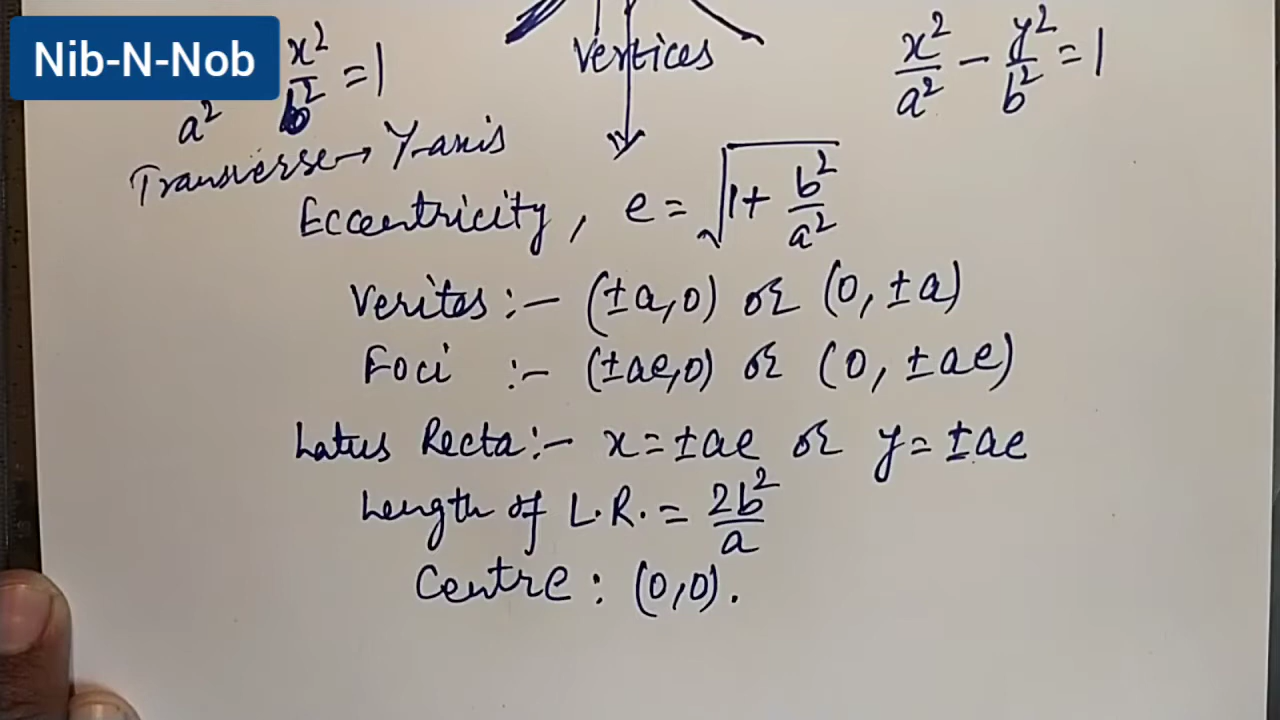 Nib-N-Nob
x²/b² = 1
a²
Vertices
x²/a² - y²/b² = 1
Transverse → Y-axis
Eccentricity, e = √(1 + b²/a²)
Verites :- (±a,0) or (0, ±a)
Foci :- (±ae,0) or (0, ±ae)
Latus Recta :- x = ±ae or y = ±ae
Length of L.R. = 2b²/a
Centre : (0,0).